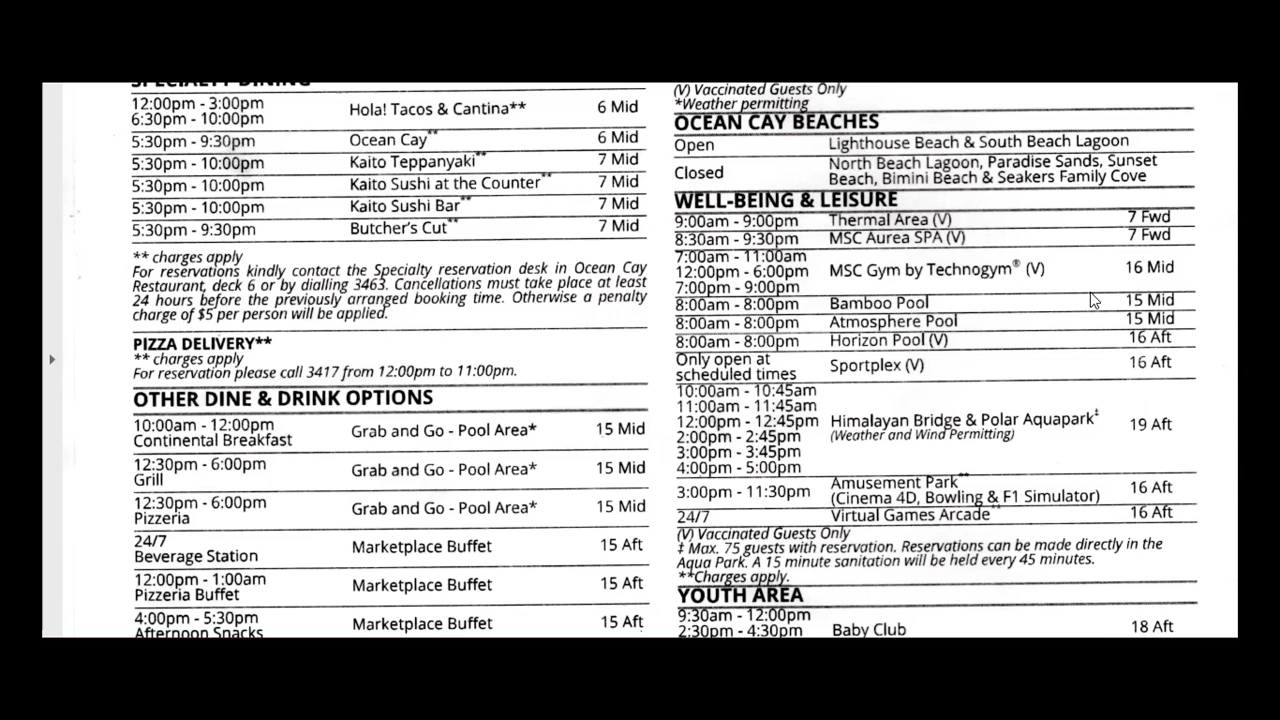 SPECIALTY DINING
12:00pm - 3:00pm
6:30pm - 10:00pm
Hola! Tacos & Cantina** 6 Mid
5:30pm - 9:30pm Ocean Cay** 6 Mid
5:30pm - 10:00pm Kaito Teppanyaki** 7 Mid
5:30pm - 10:00pm Kaito Sushi at the Counter** 7 Mid
5:30pm - 10:00pm Kaito Sushi Bar** 7 Mid
5:30pm - 9:30pm Butcher's Cut** 7 Mid
** charges apply
For reservations kindly contact the Specialty reservation desk in Ocean Cay
Restaurant, deck 6 or by dialling 3463. Cancellations must take place at least
24 hours before the previously arranged booking time. Otherwise a penalty
charge of $5 per person will be applied.
PIZZA DELIVERY**
** charges apply
For reservation please call 3417 from 12:00pm to 11:00pm.
OTHER DINE & DRINK OPTIONS
10:00am - 12:00pm
Continental Breakfast
Grab and Go - Pool Area* 15 Mid
12:30pm - 6:00pm
Grill
Grab and Go - Pool Area* 15 Mid
12:30pm - 6:00pm
Pizzeria
Grab and Go - Pool Area* 15 Mid
24/7
Beverage Station
Marketplace Buffet 15 Aft
12:00pm - 1:00am
Pizzeria Buffet
Marketplace Buffet 15 Aft
4:00pm - 5:30pm
Afternoon Snacks
Marketplace Buffet 15 Aft
(V) Vaccinated Guests Only
*Weather permitting
OCEAN CAY BEACHES
Open Lighthouse Beach & South Beach Lagoon
Closed
North Beach Lagoon, Paradise Sands, Sunset
Beach, Bimini Beach & Seakers Family Cove
WELL-BEING & LEISURE
9:00am - 9:00pm Thermal Area (V) 7 Fwd
8:30am - 9:30pm MSC Aurea SPA (V) 7 Fwd
7:00am - 11:00am
12:00pm - 6:00pm
7:00pm - 9:00pm
MSC Gym by Technogym® (V) 16 Mid
8:00am - 8:00pm Bamboo Pool 15 Mid
8:00am - 8:00pm Atmosphere Pool 15 Mid
8:00am - 8:00pm Horizon Pool (V) 16 Aft
Only open at
scheduled times
Sportplex (V) 16 Aft
10:00am - 10:45am
11:00am - 11:45am
12:00pm - 12:45pm
2:00pm - 2:45pm
3:00pm - 3:45pm
4:00pm - 5:00pm
Himalayan Bridge & Polar Aquapark‡
(Weather and Wind Permitting)
19 Aft
3:00pm - 11:30pm
Amusement Park**
(Cinema 4D, Bowling & F1 Simulator)
16 Aft
24/7 Virtual Games Arcade** 16 Aft
(V) Vaccinated Guests Only
‡ Max. 75 guests with reservation. Reservations can be made directly in the
Aqua Park. A 15 minute sanitation will be held every 45 minutes.
**Charges apply.
YOUTH AREA
9:30am - 12:00pm
2:30pm - 4:30pm
Baby Club 18 Aft